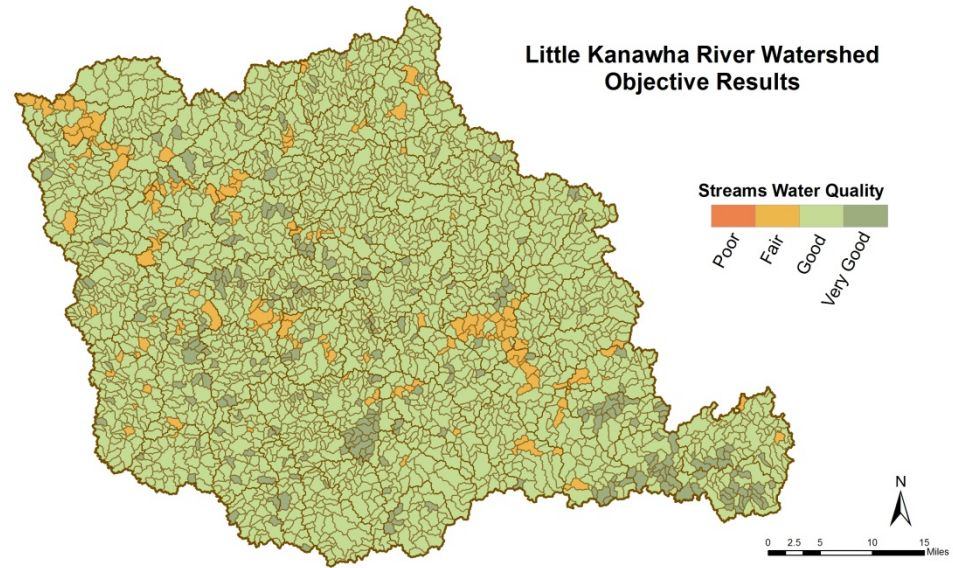 Little Kanawha River Watershed
Objective Results
Streams Water Quality
Poor
Fair
Good
Very Good
N
0 2.5 5 10 15
Miles